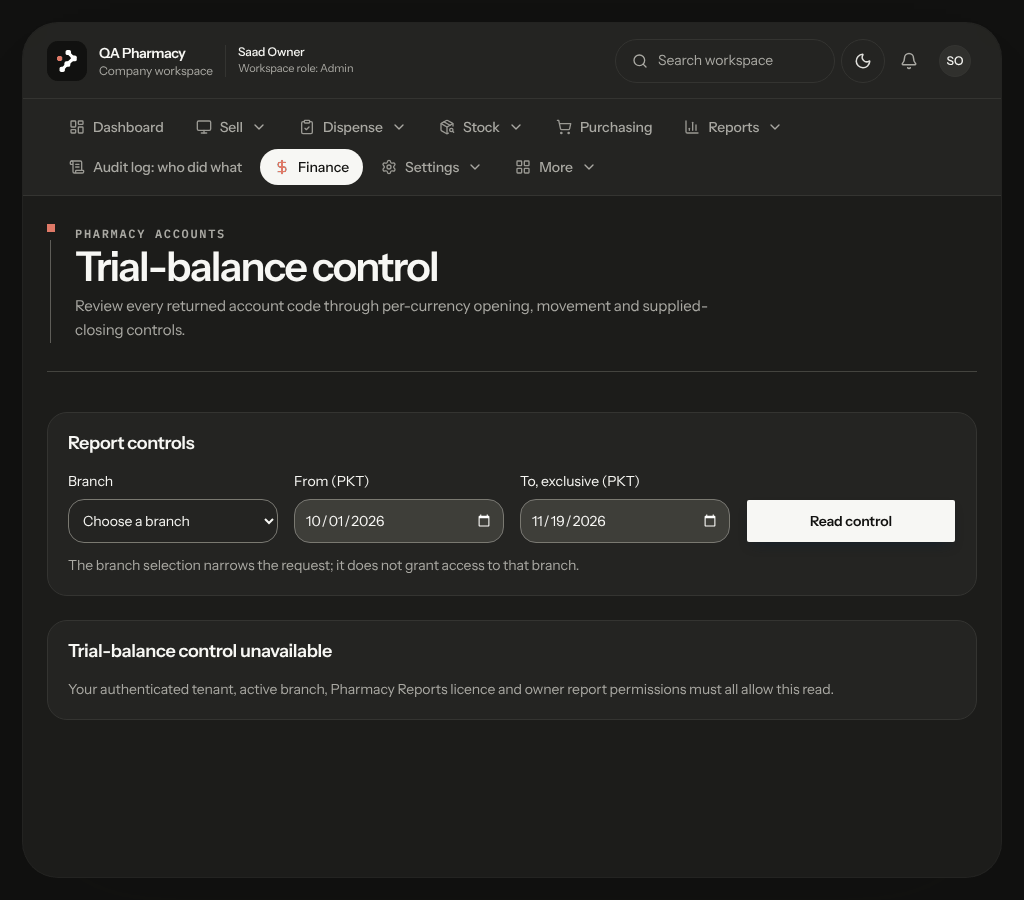 QA Pharmacy
Company workspace
Saad Owner
Workspace role: Admin
Search workspace
SO
Dashboard
Sell
Dispense
Stock
Purchasing
Reports
Audit log: who did what
Finance
Settings
More
PHARMACY ACCOUNTS
Trial-balance control
Review every returned account code through per-currency opening, movement and supplied-
closing controls.
Report controls
Branch
From (PKT)
To, exclusive (PKT)
Choose a branch
10/01/2026
11/19/2026
Read control
The branch selection narrows the request; it does not grant access to that branch.
Trial-balance control unavailable
Your authenticated tenant, active branch, Pharmacy Reports licence and owner report permissions must all allow this read.